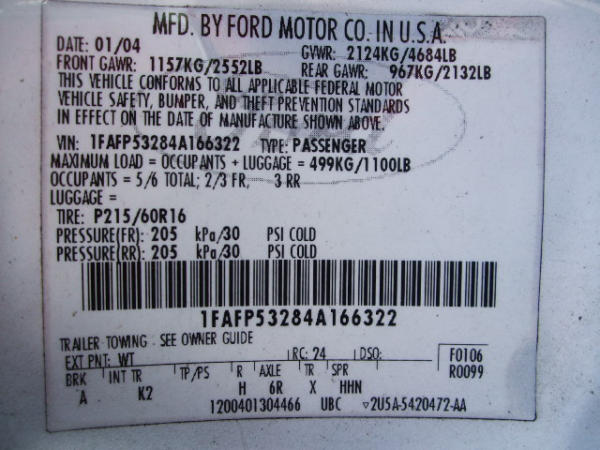 MFD. BY FORD MOTOR CO. IN U.S.A.
DATE: 01/04 GVWR: 2124KG/4684LB
FRONT GAWR: 1157KG/2552LB REAR GAWR: 967KG/2132LB
THIS VEHICLE CONFORMS TO ALL APPLICABLE FEDERAL MOTOR
VEHICLE SAFETY, BUMPER, AND THEFT PREVENTION STANDARDS
IN EFFECT ON THE DATE OF MANUFACTURE SHOWN ABOVE.
VIN: 1FAFP53284A166322 TYPE: PASSENGER
MAXIMUM LOAD = OCCUPANTS + LUGGAGE = 499KG/1100LB
OCCUPANTS = 5/6 TOTAL; 2/3 FR, 3 RR
LUGGAGE =
TIRE: P215/60R16
PRESSURE(FR): 205 kPa/30 PSI COLD
PRESSURE(RR): 205 kPa/30 PSI COLD
1FAFP53284A166322
TRAILER TOWING - SEE OWNER GUIDE
EXT PNT: WT RC: 24 DSO: F0106
BRK INT TR TP/PS R AXLE TR SPR R0099
A K2 H 6R X HHN
1200401304466 UBC ▽2U5A-5420472-AA